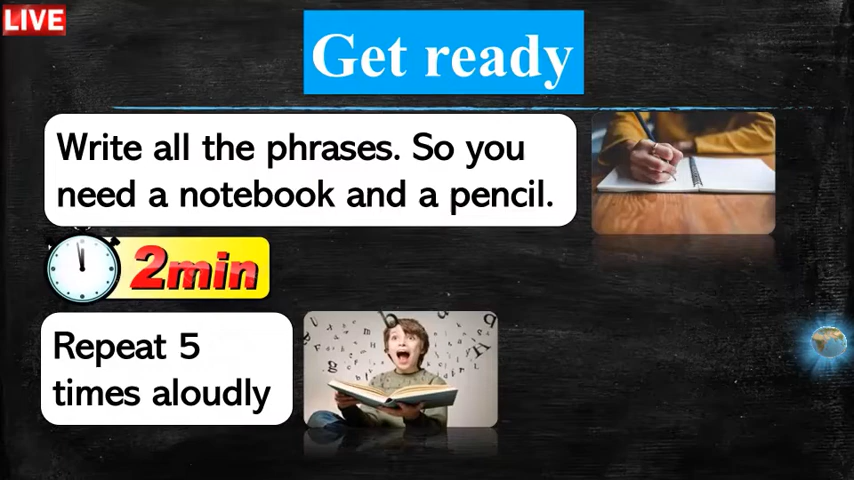 LIVE
Get ready
Write all the phrases. So you
need a notebook and a pencil.
2min
Repeat 5
times aloudly